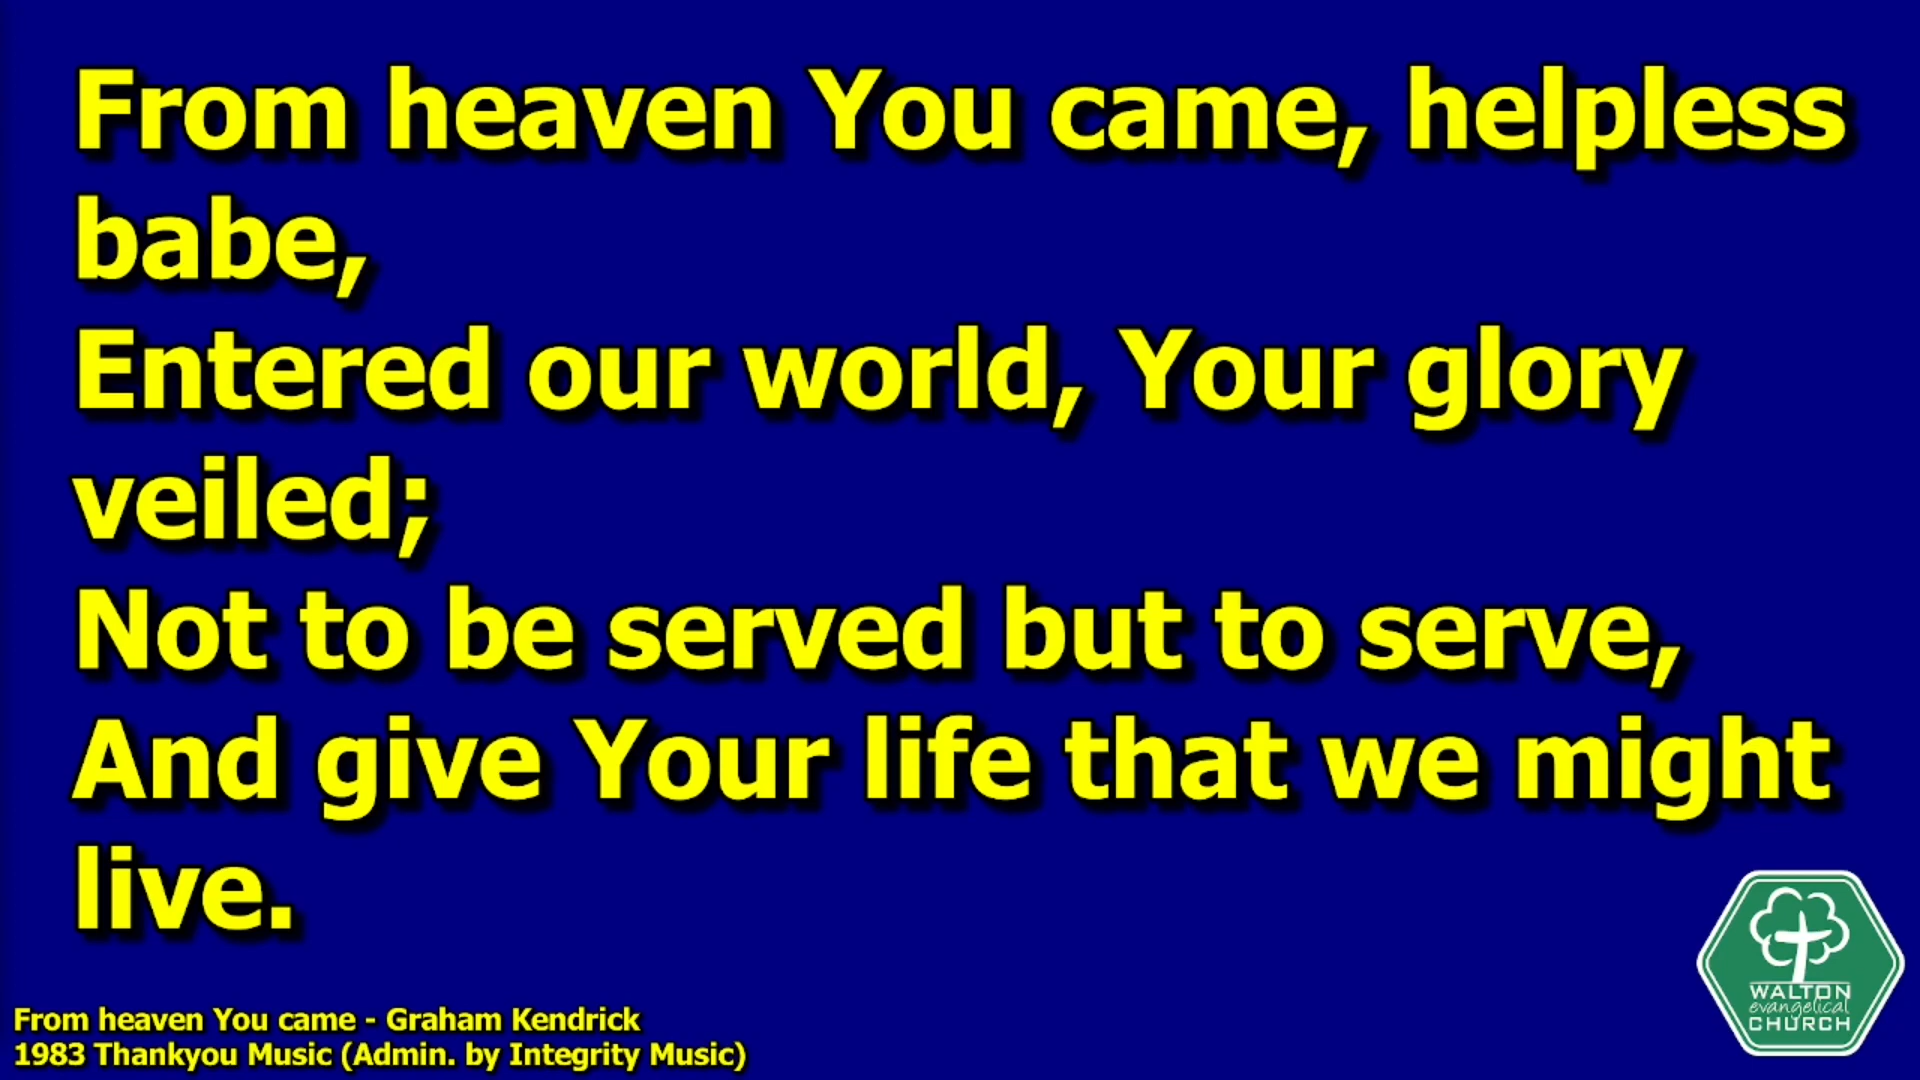 From heaven You came, helpless
babe,
Entered our world, Your glory
veiled;
Not to be served but to serve,
And give Your life that we might
live.
From heaven You came - Graham Kendrick
1983 Thankyou Music (Admin. by Integrity Music)
WALTON
evangelical
CHURCH